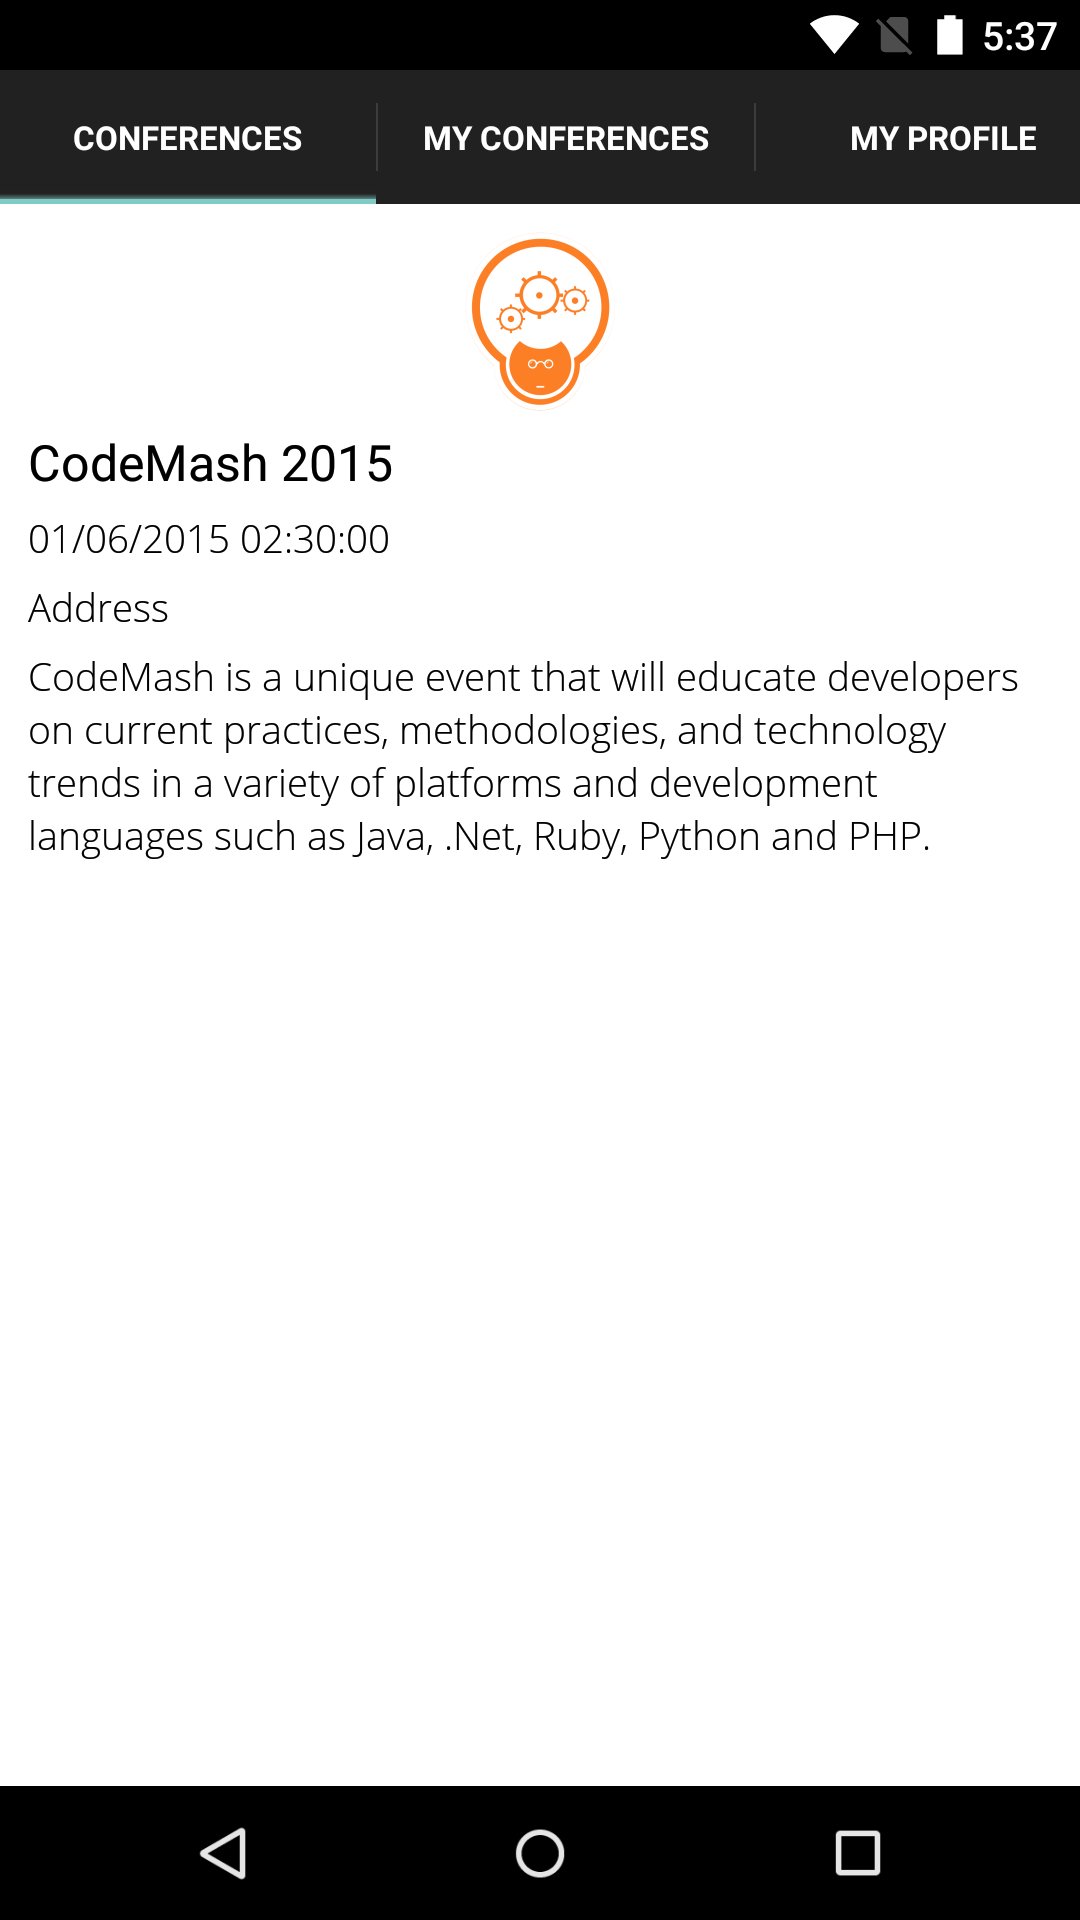 5:37
CONFERENCES
MY CONFERENCES
MY PROFILE
CodeMash 2015
01/06/2015 02:30:00
Address
CodeMash is a unique event that will educate developers
on current practices, methodologies, and technology
trends in a variety of platforms and development
languages such as Java, .Net, Ruby, Python and PHP.